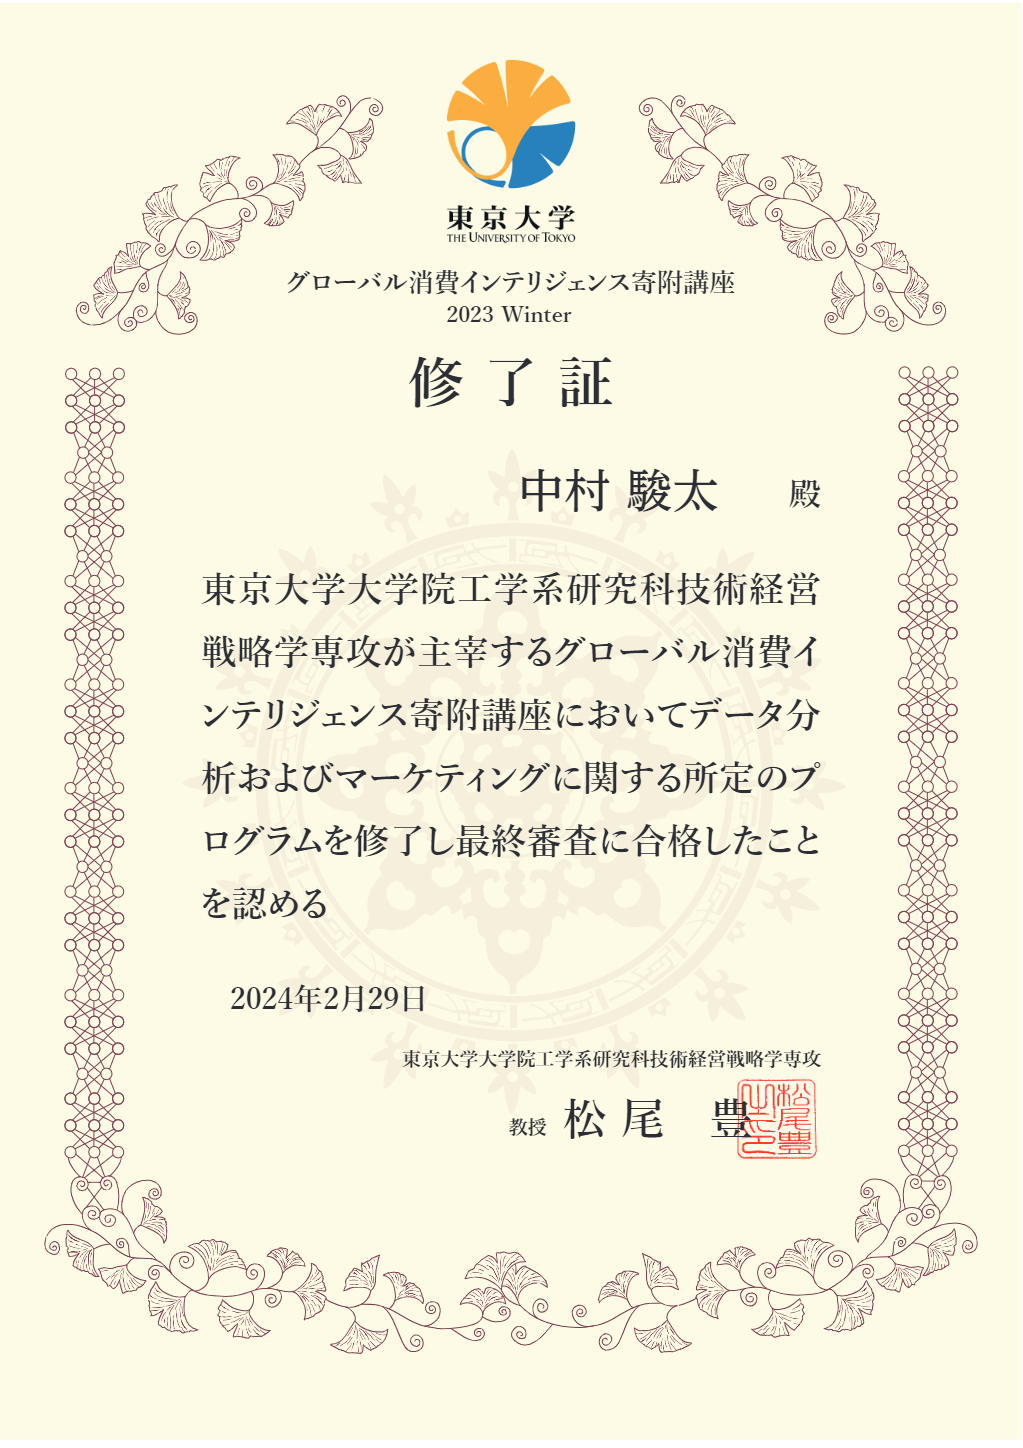 東京大学
THE UNIVERSITY OF TOKYO
グローバル消費インテリジェンス寄附講座
2023 Winter
修了証
中村 駿太 殿
東京大学大学院工学系研究科技術経営
戦略学専攻が主宰するグローバル消費イ
ンテリジェンス寄附講座においてデータ分
析およびマーケティングに関する所定のプ
ログラムを修了し最終審査に合格したこと
を認める
2024年2月29日
東京大学大学院工学系研究科技術経営戦略学専攻
教授 松尾 豊
松尾豊之印